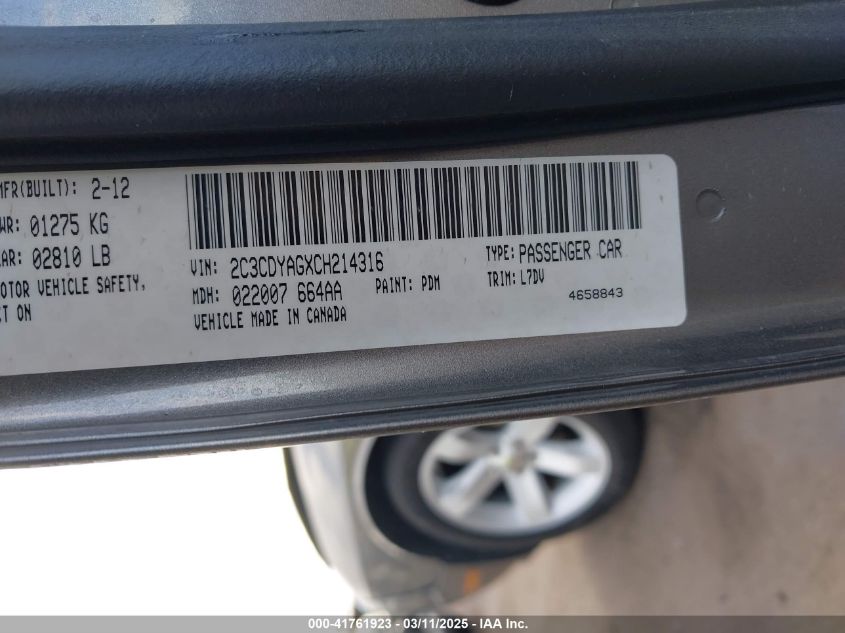 MFR(BUILT): 2-12
WR: 01275 KG
AR: 02810 LB
OTOR VEHICLE SAFETY,
CT ON
VIN: 2C3CDYAGXCH214316
TYPE: PASSENGER CAR
MDH: 022007 664AA
PAINT: PDM
TRIM: L7DV
VEHICLE MADE IN CANADA
4658843
000-41761923 - 03/11/2025 - IAA Inc.